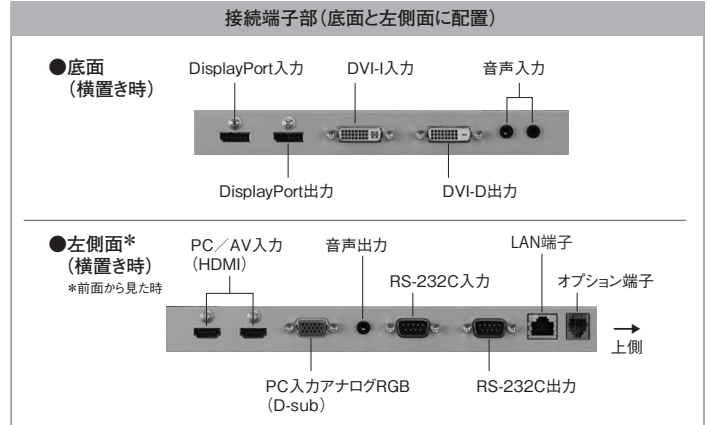 接続端子部（底面と左側面に配置）
●底面
（横置き時）
DisplayPort入力
DVI-I入力
音声入力
DisplayPort出力
DVI-D出力
●左側面＊
（横置き時）
＊前面から見た時
PC／AV入力
（HDMI）
音声出力
RS-232C入力
LAN端子
オプション端子
上側
PC入力アナログRGB
（D-sub）
RS-232C出力